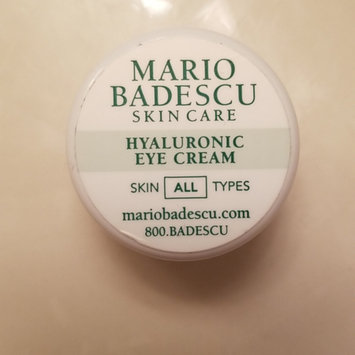 MARIO
BADESCU
SKIN CARE
HYALURONIC
EYE CREAM
SKIN ALL TYPES
mariobadescu.com
800.BADESCU